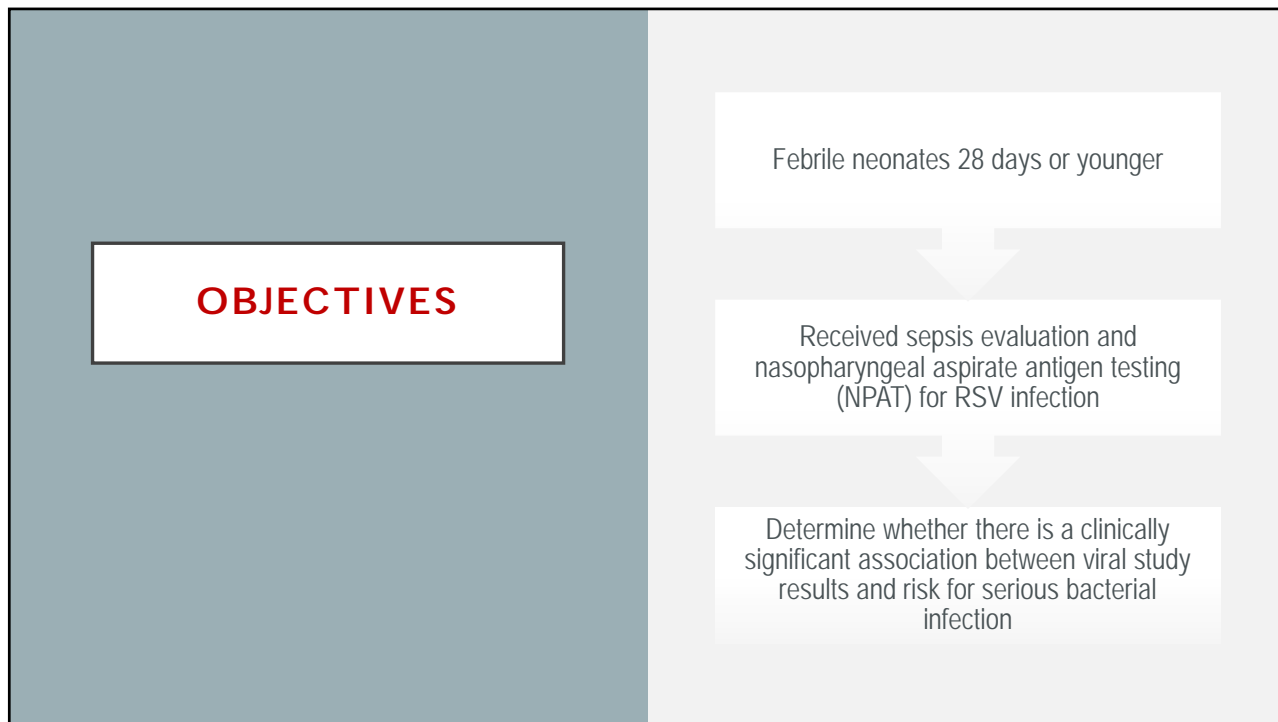 OBJECTIVES
Febrile neonates 28 days or younger
Received sepsis evaluation and
nasopharyngeal aspirate antigen testing
(NPAT) for RSV infection
Determine whether there is a clinically
significant association between viral study
results and risk for serious bacterial
infection